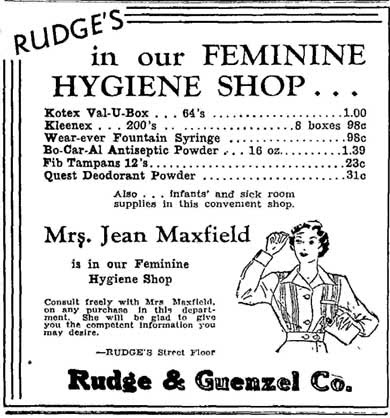 RUDGE'S
in our FEMININE
HYGIENE SHOP . . .
Kotex Val-U-Box . . . 64's ......................1.00
Kleenex . . . 200's .....................8 boxes 98c
Wear-ever Fountain Syringe ...................98c
Bo-Car-Al Antiseptic Powder . . . 16 oz..........1.39
Fib Tampans 12's...............................23c
Quest Deodorant Powder .......................31c
Also . . . infants' and sick room
supplies in this convenient shop.
Mrs. Jean Maxfield
is in our Feminine
Hygiene Shop
Consult freely with Mrs Maxfield,
on any purchase in this depart-
ment. She will be glad to give
you the competent information you
may desire.
—RUDGE'S Street Floor
Rudge & Guenzel Co.